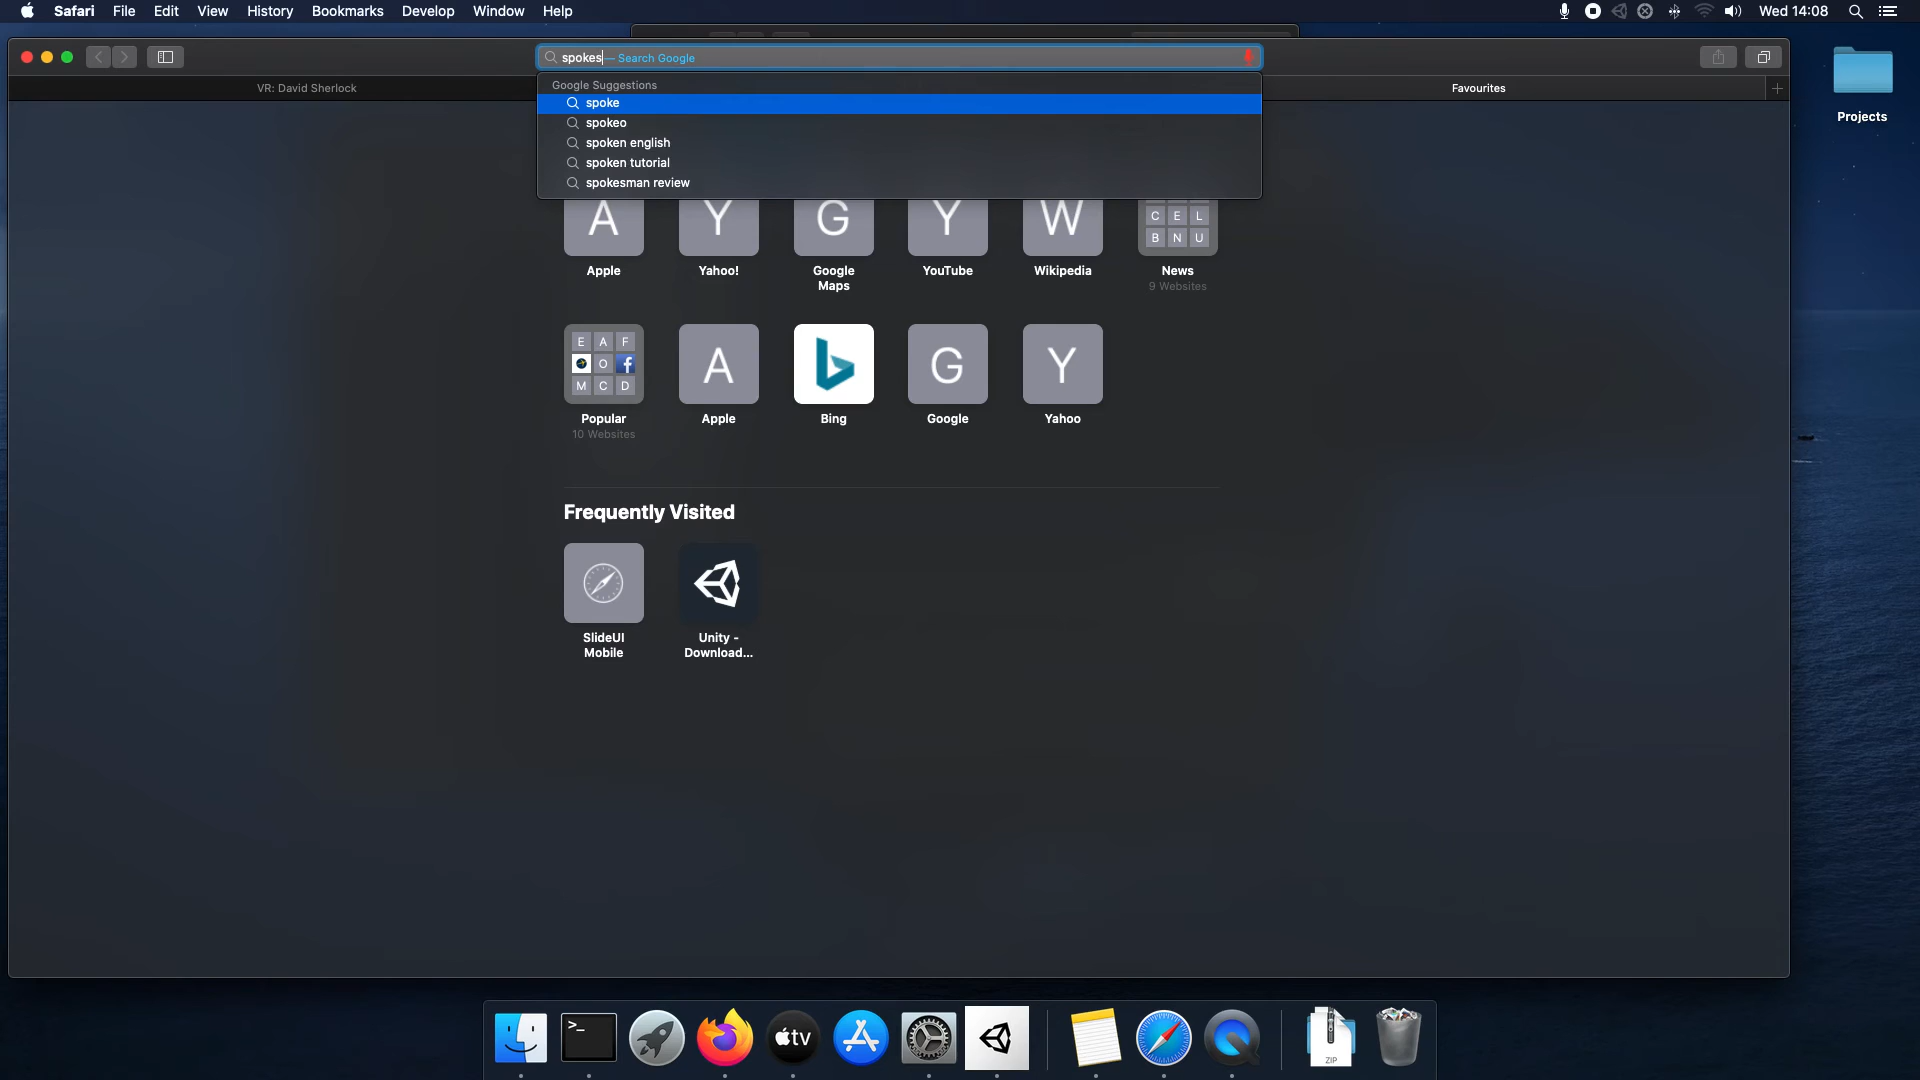 Safari File Edit View History Bookmarks Develop Window Help Wed 14:08
spokes — Search Google
VR: David Sherlock
Favourites
Google Suggestions
spoke
spokeo
spoken english
spoken tutorial
spokesman review
Projects
A Y G Y W
C E L
B N U
Apple
Yahoo!
Google
Maps
YouTube
Wikipedia
News
9 Websites
E A F
O f
M C D
A
G
Y
Popular
10 Websites
Apple
Bing
Google
Yahoo
Frequently Visited
SlideUI
Mobile
Unity -
Download...
>_
tv
ZIP